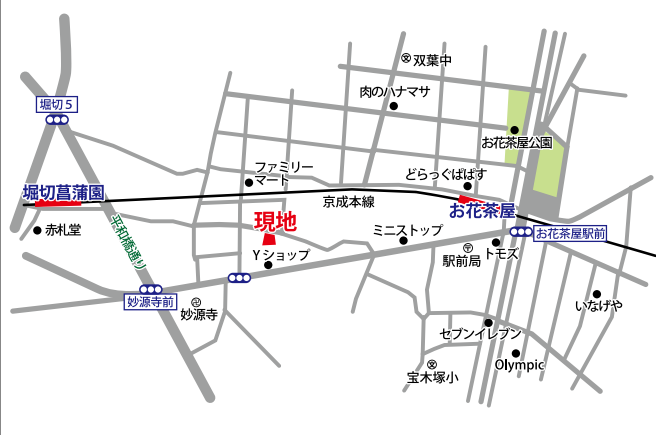 双葉中
肉のハナマサ
堀切5
お花茶屋公園
ファミリー
マート
どらっぐぱぱす
堀切菖蒲園
京成本線
お花茶屋
現地
赤札堂
平和橋通り
ミニストップ
お花茶屋駅前
Yショップ
駅前局
トモズ
妙源寺前
妙源寺
いなげや
セブンイレブン
Olympic
宝木塚小